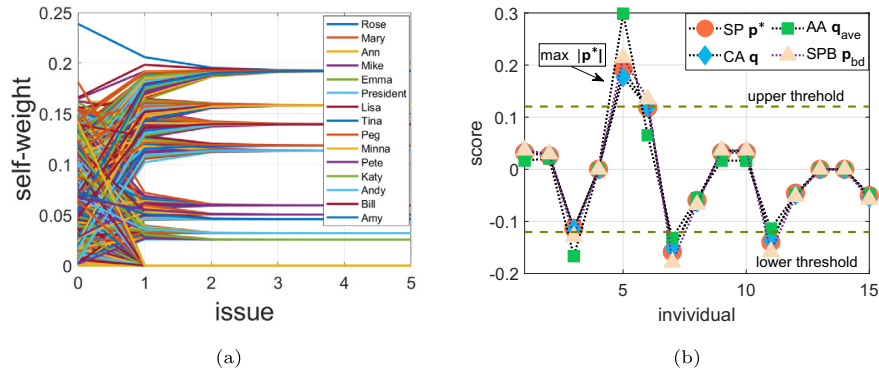 0.25
0.2
0.15
0.1
0.05
0
0 1 2 3 4 5
self-weight
issue
Rose
Mary
Ann
Mike
Emma
President
Lisa
Tina
Peg
Minna
Pete
Katy
Andy
Bill
Amy
(a)
0.3
0.2
0.1
0
-0.1
-0.2
5 10 15
score
invividual
max |p*|
SP p* AA q_ave
CA q SPB p_bd
upper threhold
lower threshold
(b)